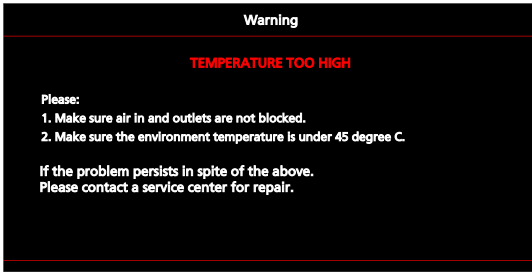 Warning
TEMPERATURE TOO HIGH
Please:
1. Make sure air in and outlets are not blocked.
2. Make sure the environment temperature is under 45 degree C.
If the problem persists in spite of the above.
Please contact a service center for repair.